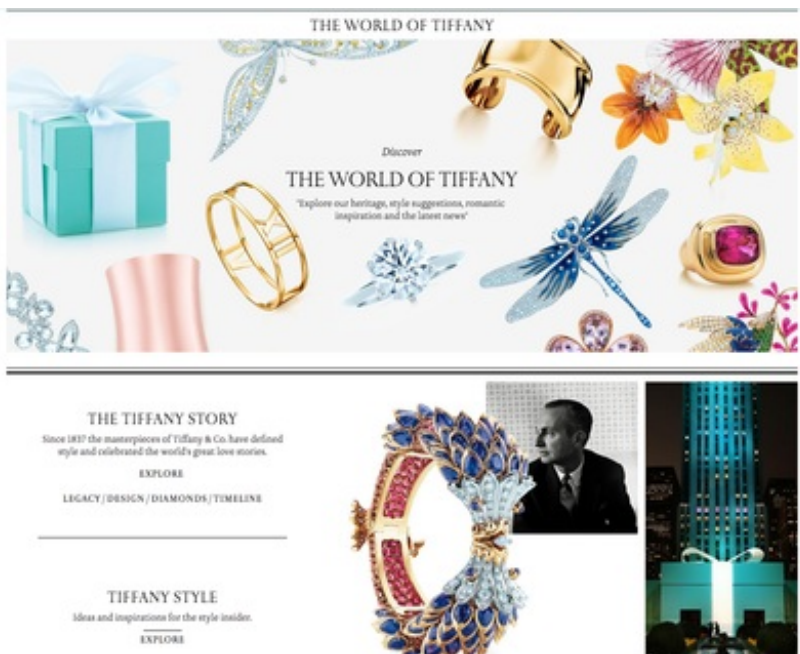 THE WORLD OF TIFFANY
Discover
THE WORLD OF TIFFANY
"Explore our heritage, style suggestions, romantic
inspiration and the latest news"
THE TIFFANY STORY
Since 1837 the masterpieces of Tiffany & Co. have defined
style and celebrated the world's great love stories.
EXPLORE
LEGACY/DESIGN/DIAMONDS/TIMELINE
TIFFANY STYLE
Ideas and inspirations for the style insider.
EXPLORE